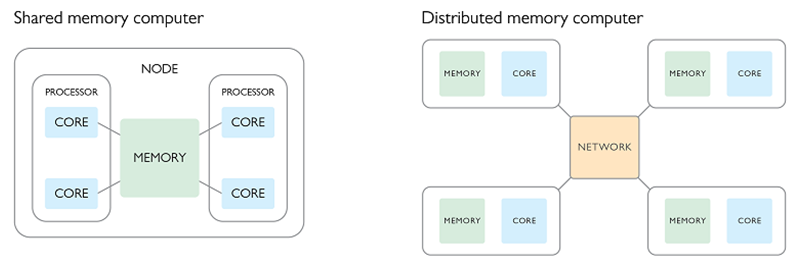 Shared memory computer
NODE
PROCESSOR
CORE
CORE
MEMORY
PROCESSOR
CORE
CORE
Distributed memory computer
MEMORY CORE
MEMORY CORE
NETWORK
MEMORY CORE
MEMORY CORE